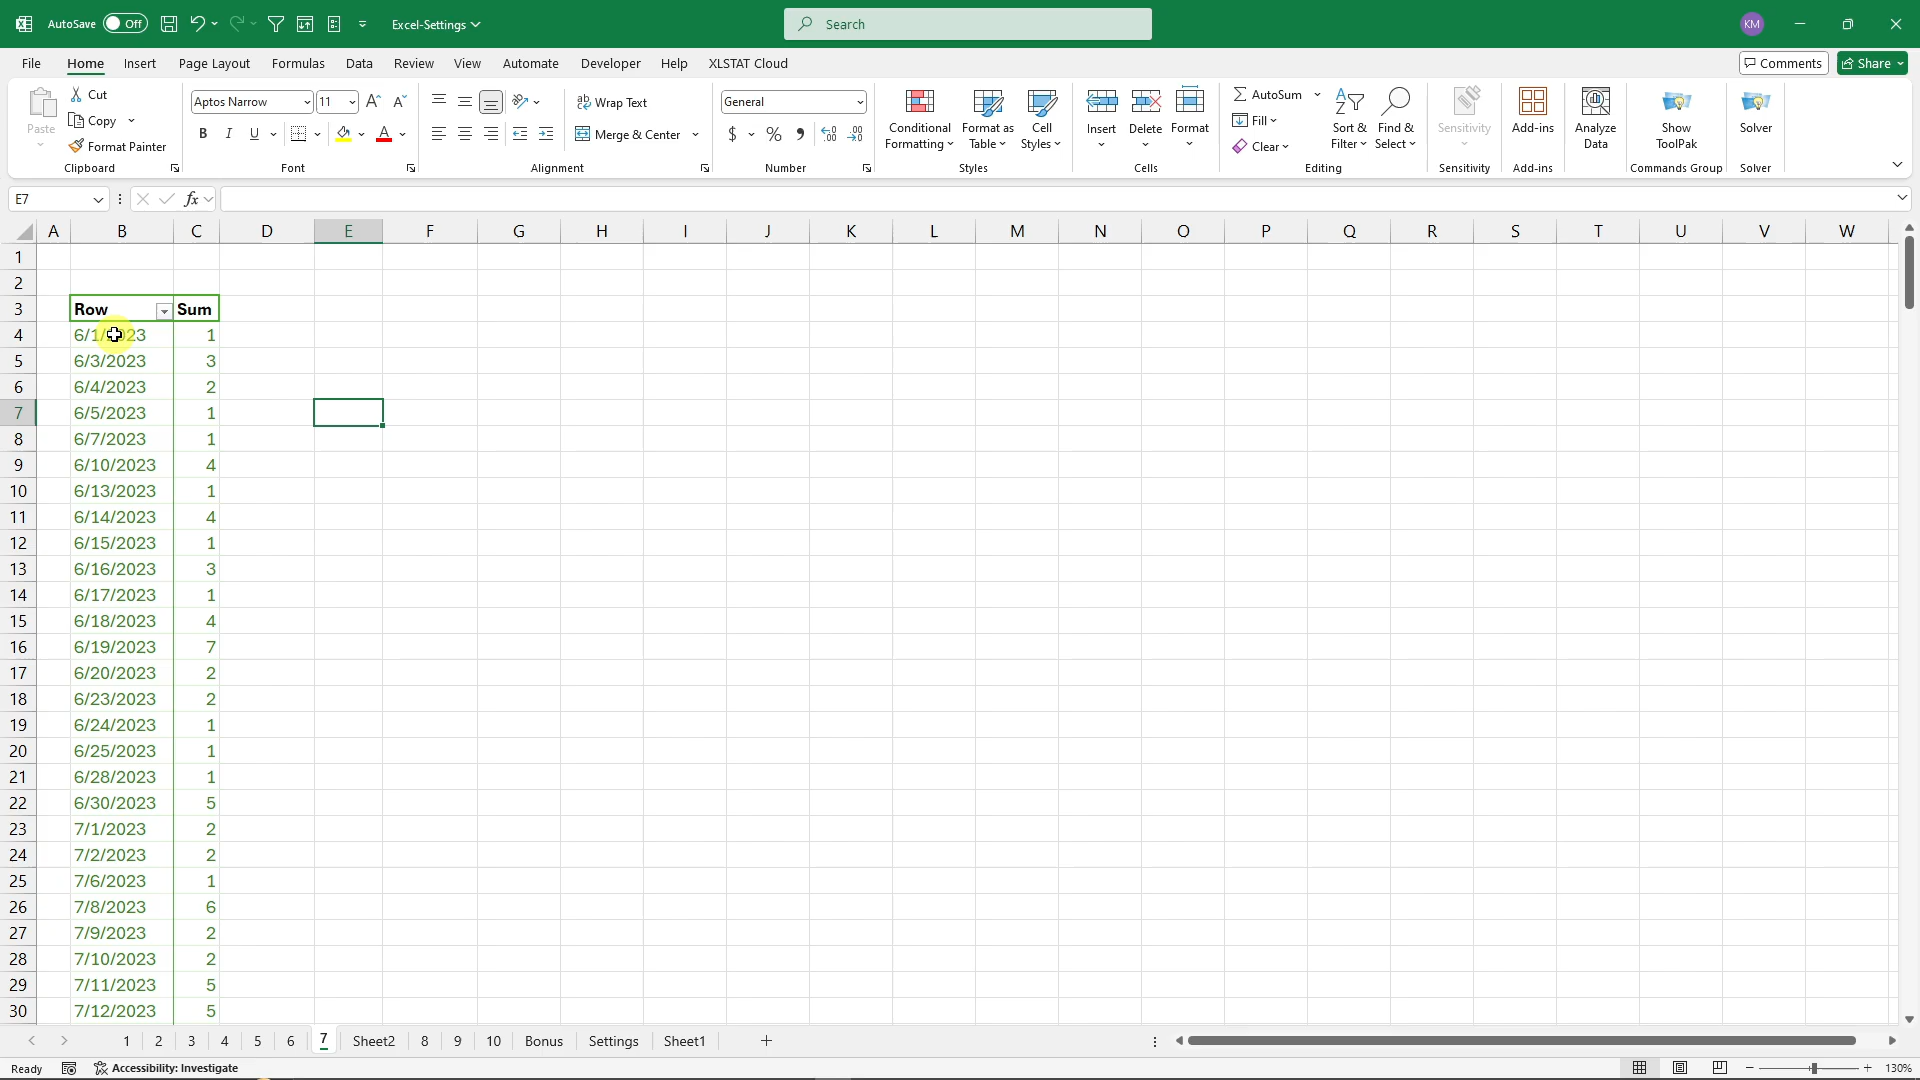 AutoSave Off Excel-Settings Search KM
File Home Insert Page Layout Formulas Data Review View Automate Developer Help XLSTAT Cloud Comments Share
Paste Cut Copy Format Painter Clipboard
Aptos Narrow 11 B I U A Font
Wrap Text Merge & Center Alignment
General $ % Number
Conditional Formatting Format as Table Cell Styles Styles
Insert Delete Format Cells
AutoSum Fill Clear Sort & Filter Find & Select Editing
Sensitivity Sensitivity
Add-ins Add-ins
Analyze Data
Show ToolPak Commands Group
Solver Solver
E7 fx
A B C D E F G H I J K L M N O P Q R S T U V W
1
2
3 Row Sum
4 6/1/2023 1
5 6/3/2023 3
6 6/4/2023 2
7 6/5/2023 1
8 6/7/2023 1
9 6/10/2023 4
10 6/13/2023 1
11 6/14/2023 4
12 6/15/2023 1
13 6/16/2023 3
14 6/17/2023 1
15 6/18/2023 4
16 6/19/2023 7
17 6/20/2023 2
18 6/23/2023 2
19 6/24/2023 1
20 6/25/2023 1
21 6/28/2023 1
22 6/30/2023 5
23 7/1/2023 2
24 7/2/2023 2
25 7/6/2023 1
26 7/8/2023 6
27 7/9/2023 2
28 7/10/2023 2
29 7/11/2023 5
30 7/12/2023 5
1 2 3 4 5 6 7 Sheet2 8 9 10 Bonus Settings Sheet1
Ready Accessibility: Investigate 130%